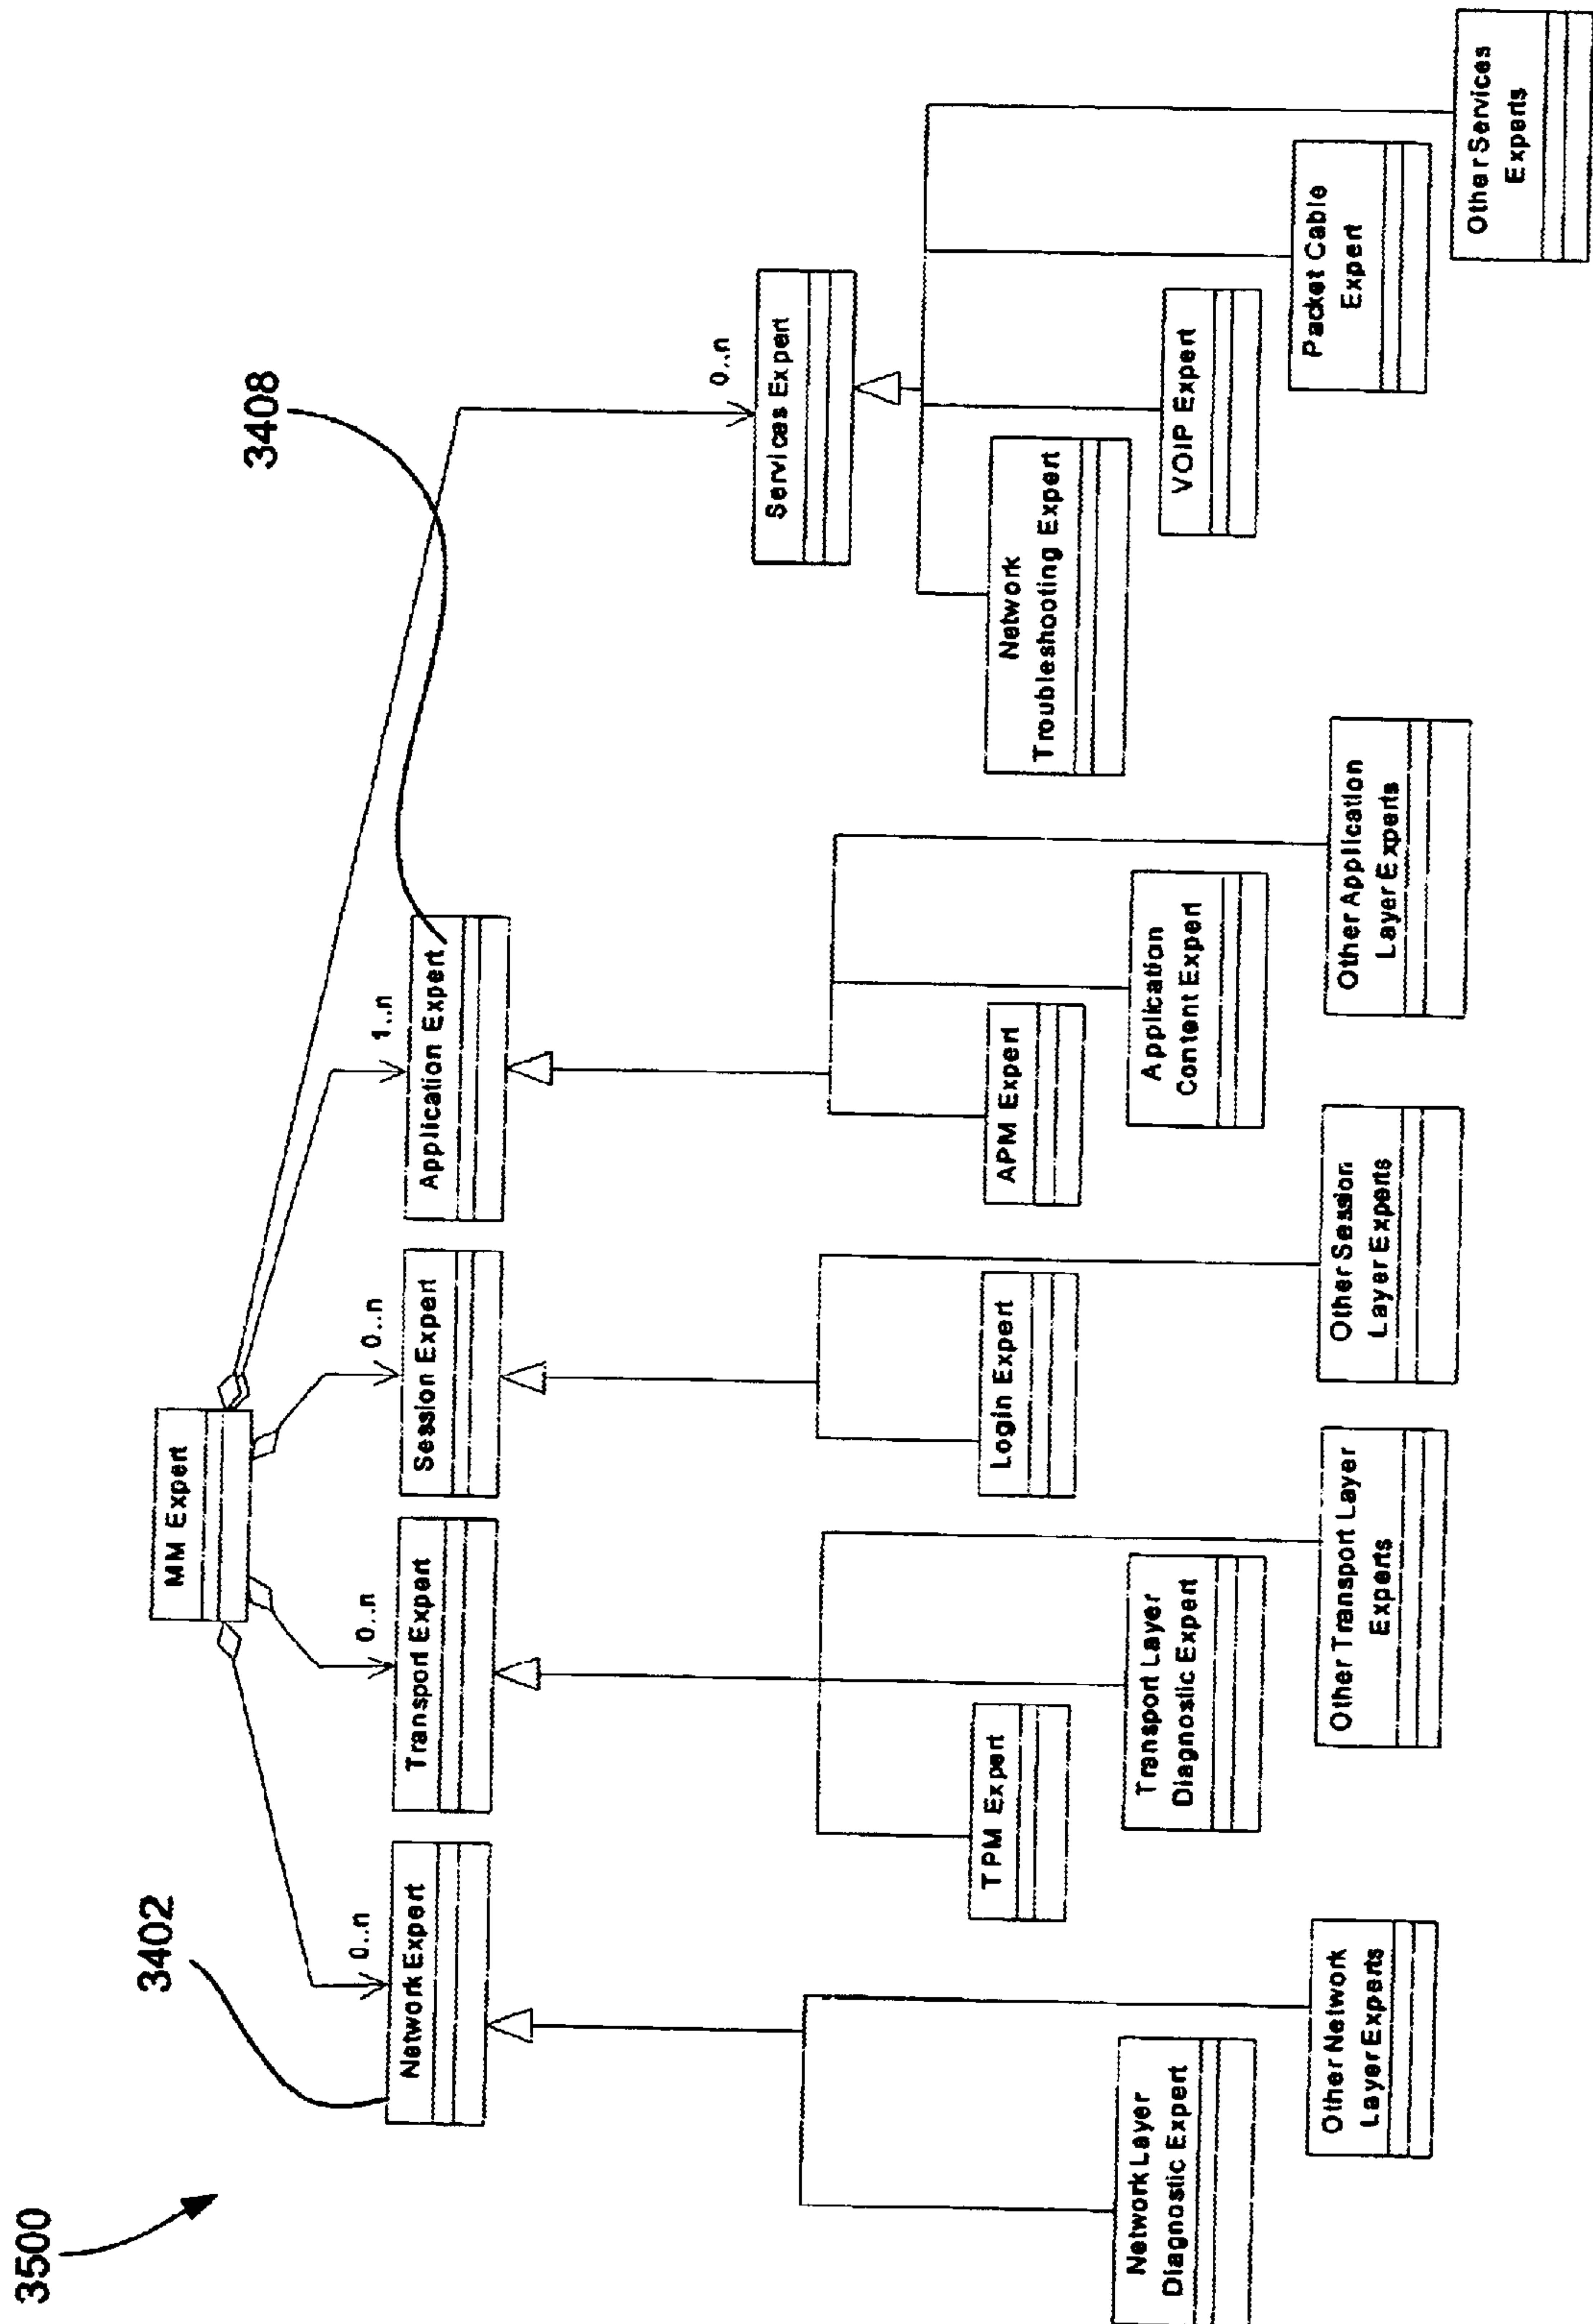 3500
3402
3408
MM Expert
0..n
0..n
0..n
1..n
0..n
Network Expert
Transport Expert
Session Expert
Application Expert
Services Expert
Network Layer
Diagnostic Expert
Other Network
Layer Experts
TPM Expert
Transport Layer
Diagnostic Expert
Other Transport Layer
Experts
Login Expert
Other Session
Layer Experts
APM Expert
Application
Content Expert
Other Application
Layer Experts
Network
Troubleshooting Expert
VOIP Expert
Packet Cable
Expert
Other Services
Experts